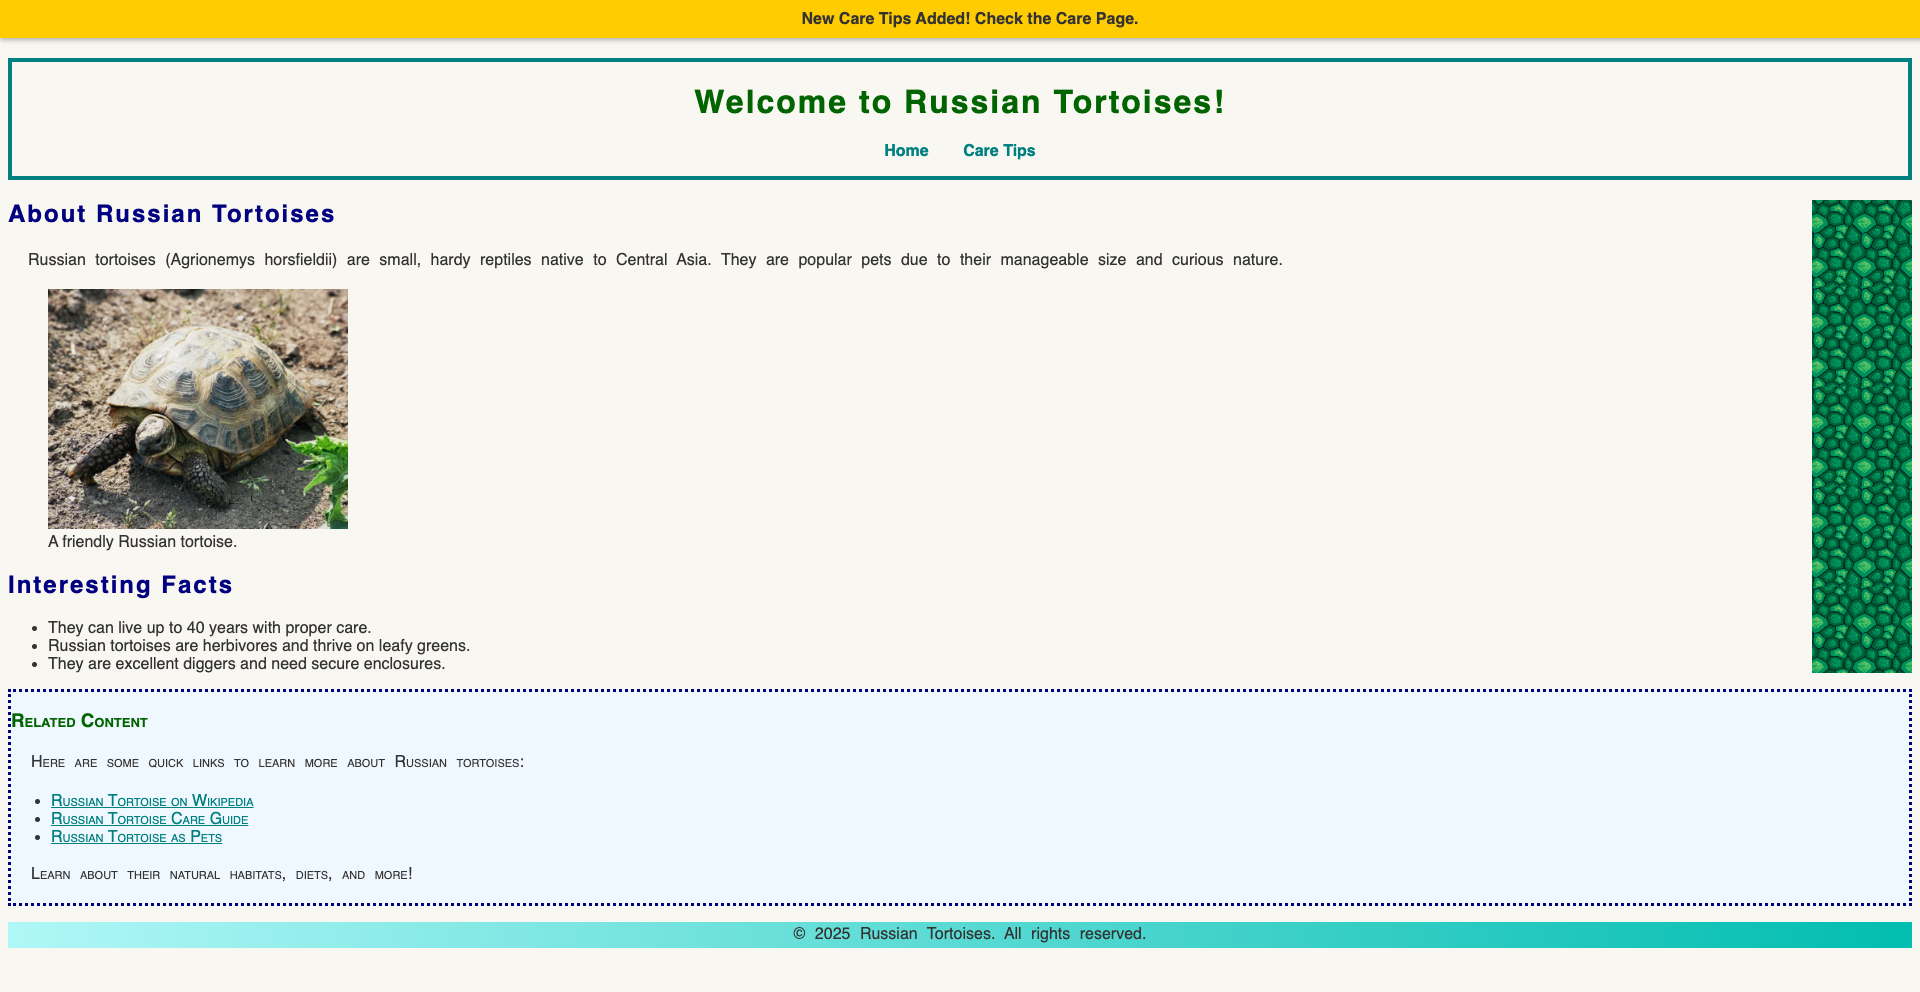 New Care Tips Added! Check the Care Page.
Welcome to Russian Tortoises!
Home Care Tips
About Russian Tortoises
Russian tortoises (Agrionemys horsfieldii) are small, hardy reptiles native to Central Asia. They are popular pets due to their manageable size and curious nature.
A friendly Russian tortoise.
Interesting Facts
• They can live up to 40 years with proper care.
• Russian tortoises are herbivores and thrive on leafy greens.
• They are excellent diggers and need secure enclosures.
Related Content
Here are some quick links to learn more about Russian tortoises:
• Russian Tortoise on Wikipedia
• Russian Tortoise Care Guide
• Russian Tortoise as Pets
Learn about their natural habitats, diets, and more!
© 2025 Russian Tortoises. All rights reserved.